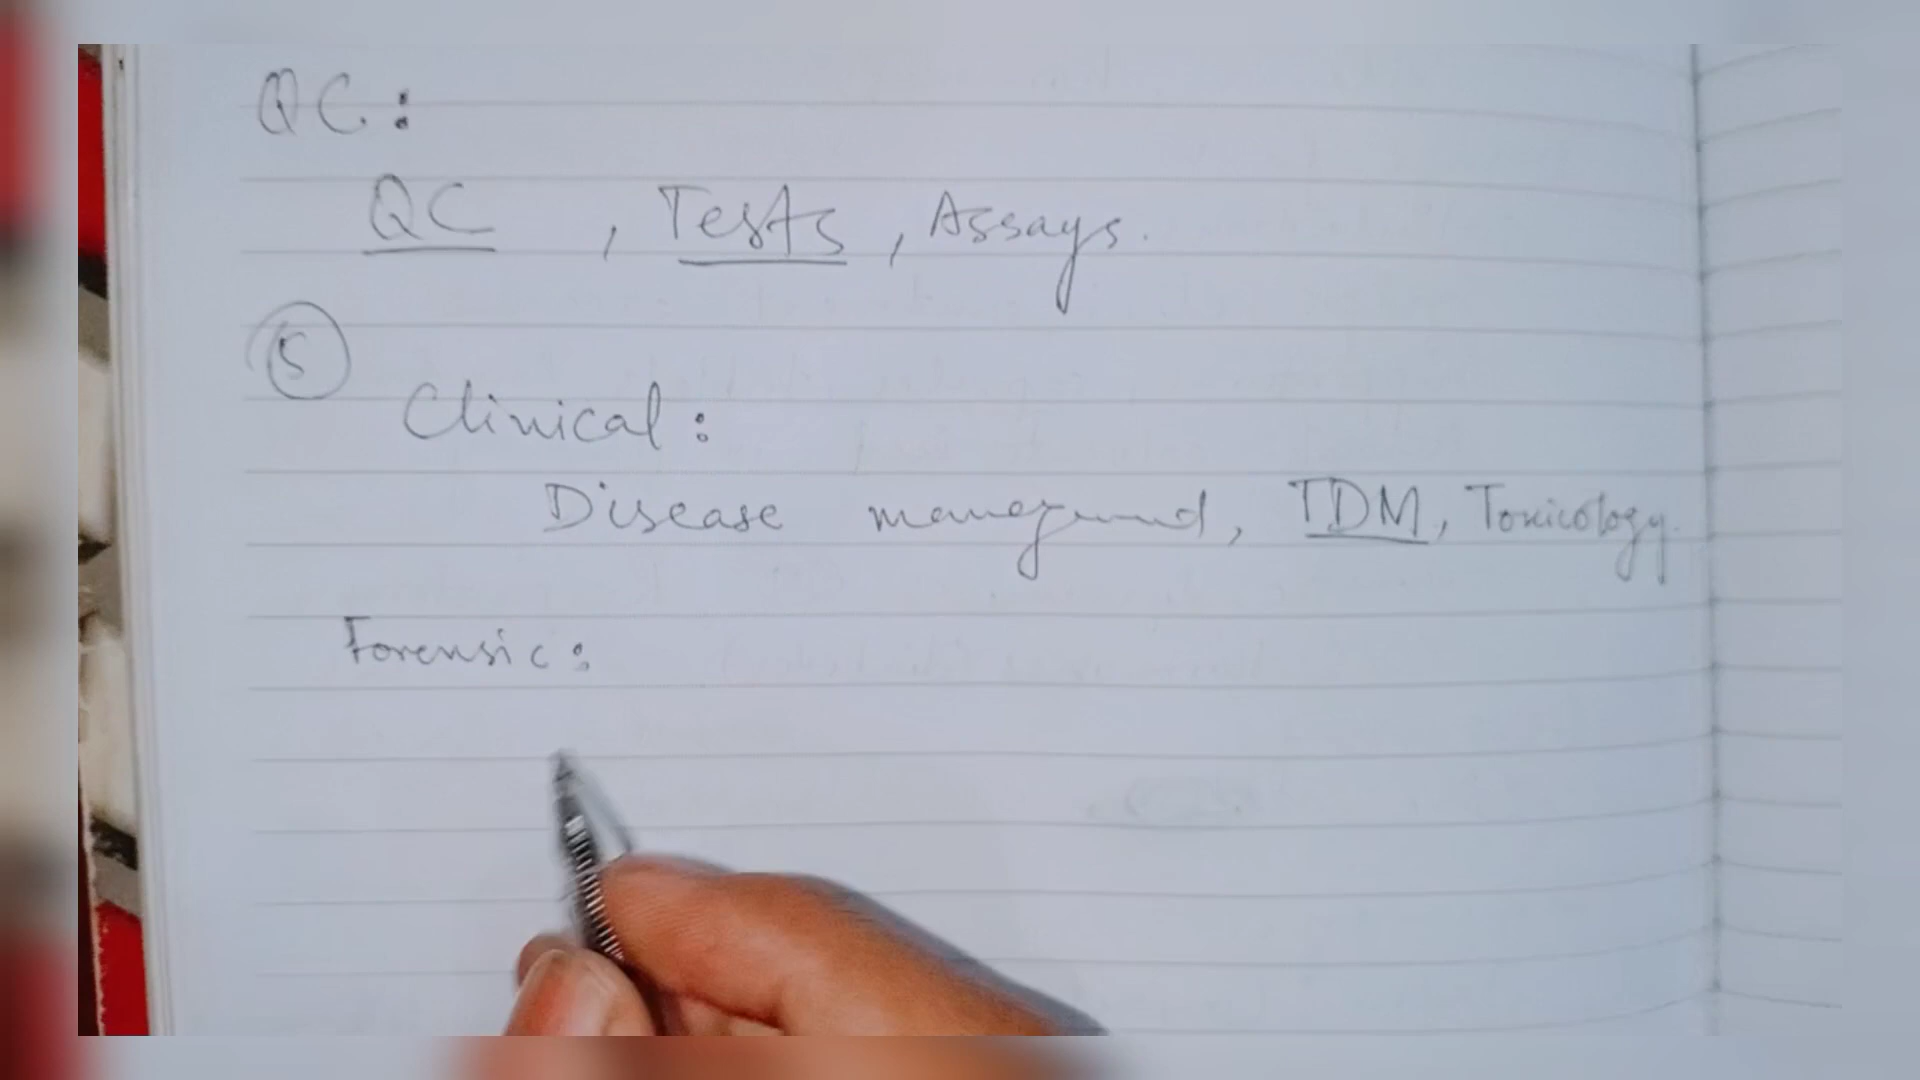 QC:
QC , Tests, Assays.
5
Clinical:
Disease management, TDM, Toxicology.
Forensic: